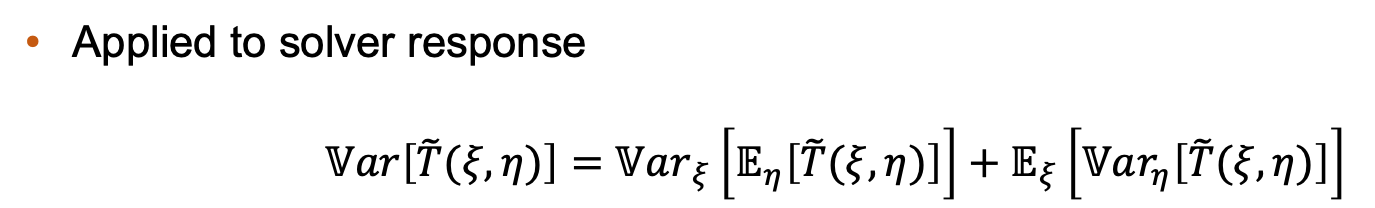 • Applied to solver response
𝕍ar[T̃(ξ, η)] = 𝕍ar_ξ [𝔼_η[T̃(ξ, η)]] + 𝔼_ξ [𝕍ar_η[T̃(ξ, η)]]